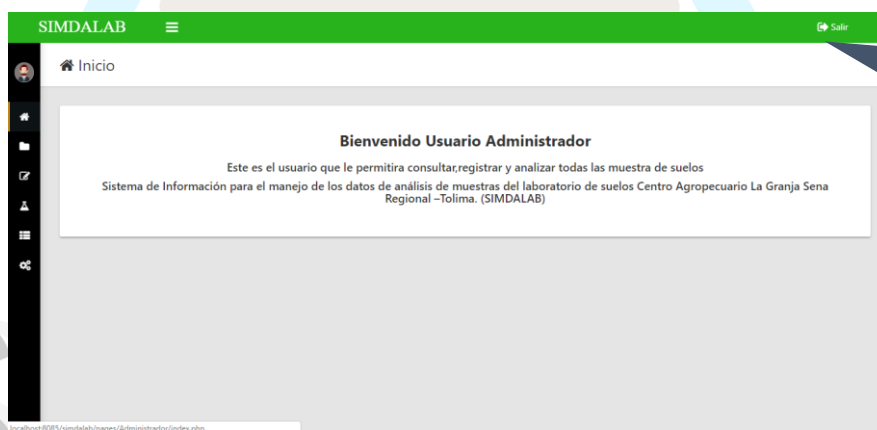 SIMDALAB
Salir
Inicio
Bienvenido Usuario Administrador
Este es el usuario que le permitira consultar,registrar y analizar todas las muestra de suelos
Sistema de Información para el manejo de los datos de análisis de muestras del laboratorio de suelos Centro Agropecuario La Granja Sena
Regional –Tolima. (SIMDALAB)
localhost:8085/simdalab/pages/Administrador/index.php